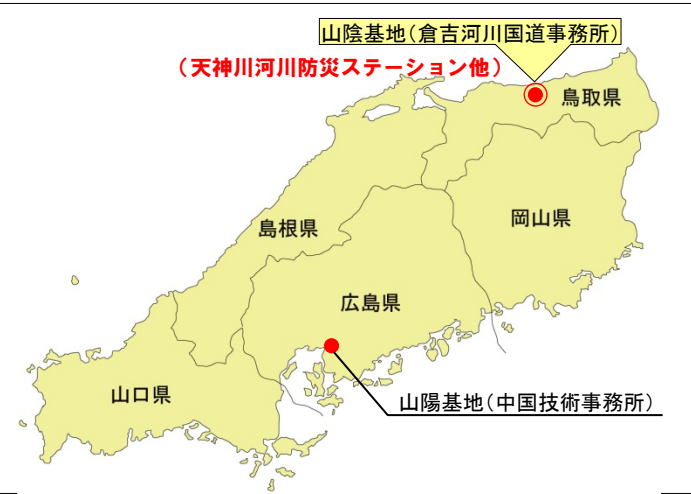 山陰基地（倉吉河川国道事務所）
（天神川河川防災ステーション他）
鳥取県
岡山県
島根県
広島県
山口県
山陽基地（中国技術事務所）